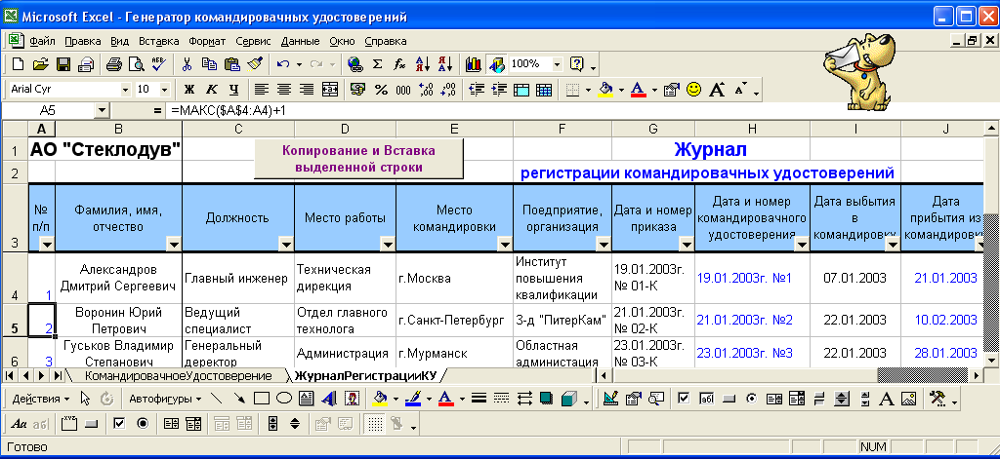 Microsoft Excel - Генератор командировачных удостоверений
Файл Правка Вид Вставка Формат Сервис Данные Окно Справка
100%
Arial Cyr 10 Ж К Ч
A5 = =МАКС($A$4:A4)+1
A B C D E F G H I J
1 АО "Стеклодув" Копирование и Вставка Журнал
выделенной строки
2 регистрации командировачных удостоверений
№ Фамилия, имя, Должность Место работы Место Поедприятие, Дата и номер Дата и номер Дата выбытия Дата
п/п отчество командировки организация приказа командировачного в прибытия из
3 удостоверения командировку командировки
Александров Главный инженер Техническая г.Москва Институт 19.01.2003г. 19.01.2003г. №1 07.01.2003 21.01.2003
Дмитрий Сергеевич дирекция повышения № 01-К
4 1 квалификации
Воронин Юрий Ведущий Отдел главного г.Санкт-Петербург З-д "ПитерКам" 21.01.2003г. 21.01.2003г. №2 22.01.2003 10.02.2003
5 2 Петрович специалист технолога № 02-К
Гуськов Владимир Генеральный Администрация г.Мурманск Областная 23.01.2003г. 23.01.2003г. №3 22.01.2003 28.01.2003
6 3 Степанович директор администация № 03-К
КомандировачноеУдостоверение ЖурналРегистрацииКУ
Действия Автофигуры
Аа
Готово NUM